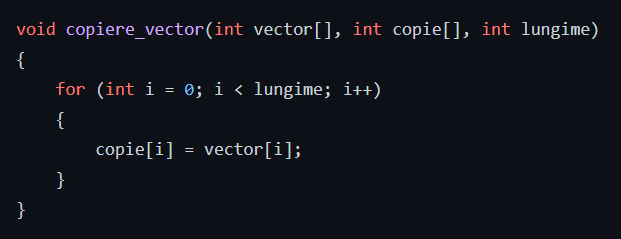 void copiere_vector(int vector[], int copie[], int lungime)
{
    for (int i = 0; i < lungime; i++)
    {
        copie[i] = vector[i];
    }
}